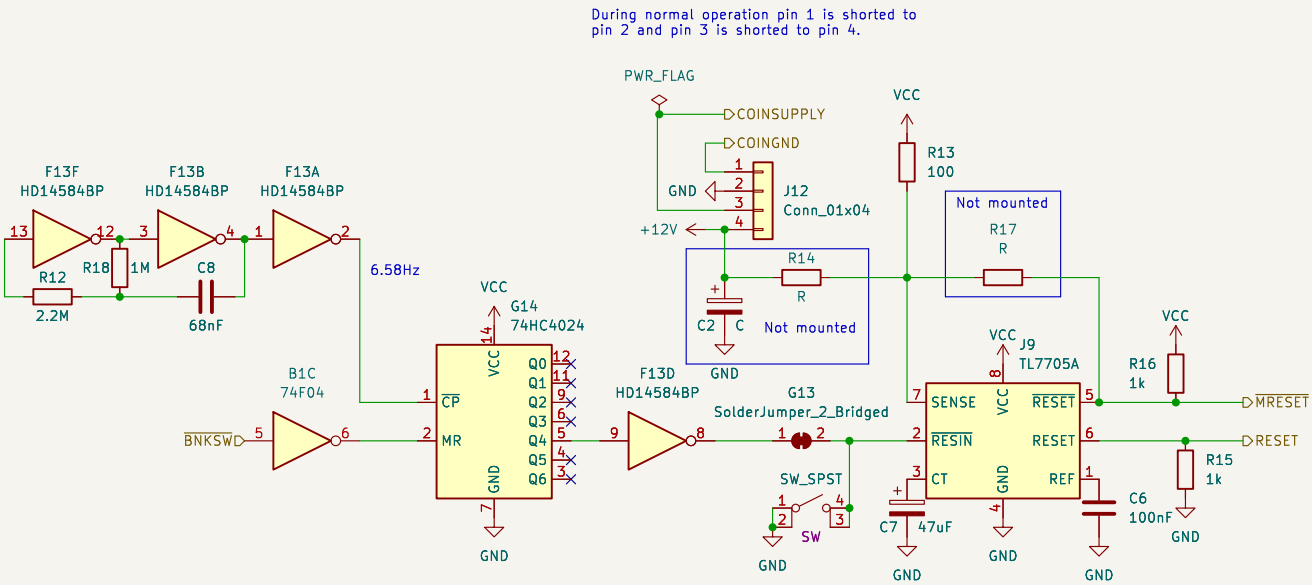 During normal operation pin 1 is shorted to
pin 2 and pin 3 is shorted to pin 4.
PWR_FLAG
COINSUPPLY
COINGND
1
GND
2
3
+12V
4
J12
Conn_01x04
VCC
R13
100
Not mounted
R17
R
F13F
HD14584BP
13
12
F13B
HD14584BP
3
4
F13A
HD14584BP
1
2
R18
1M
R12
2.2M
C8
68nF
6.58Hz
R14
R
+
C2
C
Not mounted
GND
VCC
G14
74HC4024
14
VCC
1
CP
2
MR
GND
7
GND
Q0
12
Q1
11
Q2
9
Q3
6
Q4
5
Q5
4
Q6
3
B1C
74F04
BNKSW
5
6
F13D
HD14584BP
9
8
G13
SolderJumper_2_Bridged
1
2
SW_SPST
1
2
4
3
SW
GND
VCC
J9
TL7705A
8
VCC
7
SENSE
2
RESIN
3
CT
RESET
5
RESET
6
REF
1
GND
4
GND
+
C7
47uF
GND
C6
100nF
GND
VCC
R16
1k
MRESET
RESET
R15
1k
GND